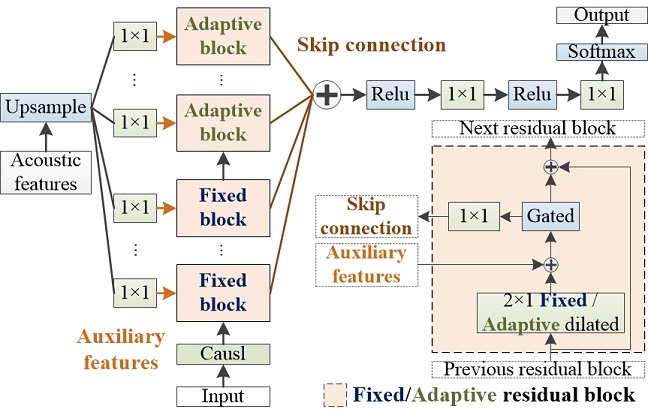 Adaptive
block
1×1
Skip connection
Output
Softmax
...
...
Upsample
1×1
Adaptive
block
Relu
1×1
Relu
1×1
Acoustic
features
Next residual block
1×1
Fixed
block
Skip
connection
1×1
Gated
...
...
Auxiliary
features
1×1
Fixed
block
2×1 Fixed /
Adaptive dilated
Auxiliary
features
Causl
Previous residual block
Input
Fixed/Adaptive residual block